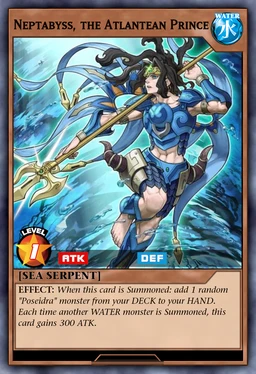 Neptabyss, the Atlantean Prince
WATER
水
LEVEL
1
ATK
DEF
[SEA SERPENT]
EFFECT: When this card is Summoned: add 1 random
"Poseidra" monster from your DECK to your HAND.
Each time another WATER monster is Summoned, this
card gains 300 ATK.